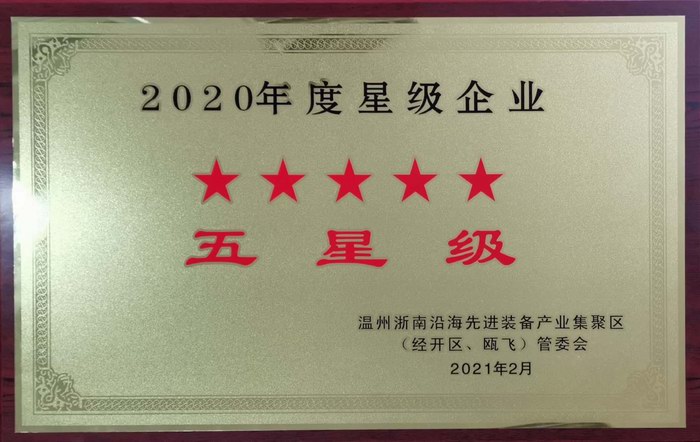 2020年度星级企业
★★★★★
五星级
温州浙南沿海先进装备产业集聚区
（经开区、瓯飞）管委会
2021年2月